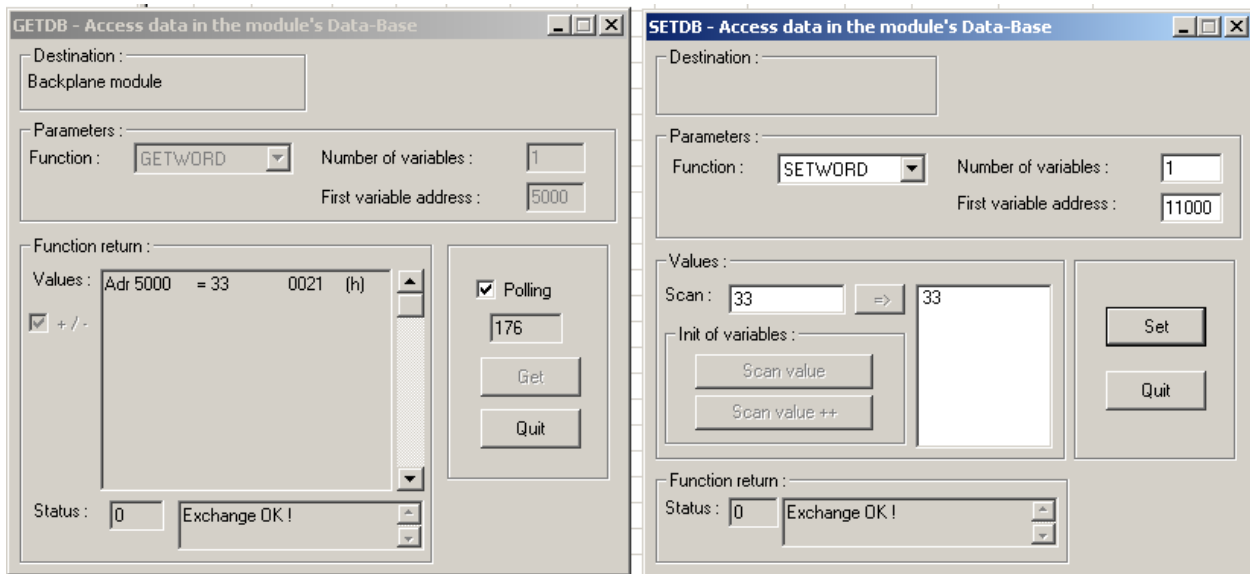 GETDB - Access data in the module's Data-Base
Destination :
Backplane module
Parameters :
Function : GETWORD Number of variables : 1
First variable address : 5000
Function return :
Values : Adr 5000 = 33 0021 (h)
+ / -
Polling
176
Get
Quit
Status : 0 Exchange OK !
SETDB - Access data in the module's Data-Base
Destination :
Parameters :
Function : SETWORD Number of variables : 1
First variable address : 11000
Values :
Scan : 33 => 33
Init of variables :
Scan value
Scan value ++
Set
Quit
Function return :
Status : 0 Exchange OK !